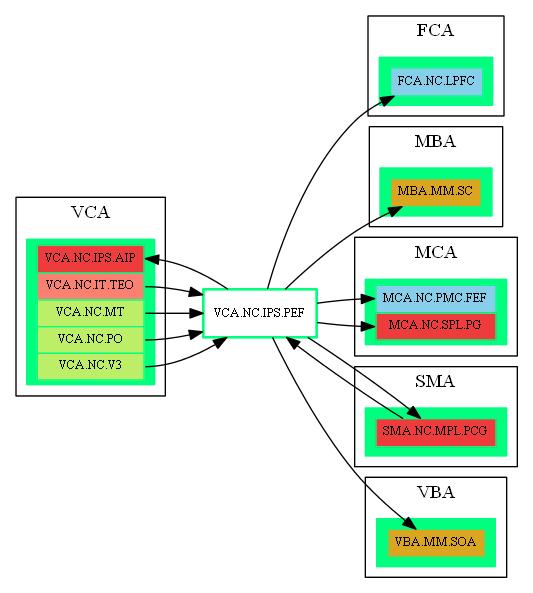 VCA
VCA.NC.IPS.AIP
VCA.NC.IT.TEO
VCA.NC.MT
VCA.NC.PO
VCA.NC.V3
VCA.NC.IPS.PEF
FCA
FCA.NC.LPFC
MBA
MBA.MM.SC
MCA
MCA.NC.PMC.FEF
MCA.NC.SPL.PG
SMA
SMA.NC.MPL.PCG
VBA
VBA.MM.SOA